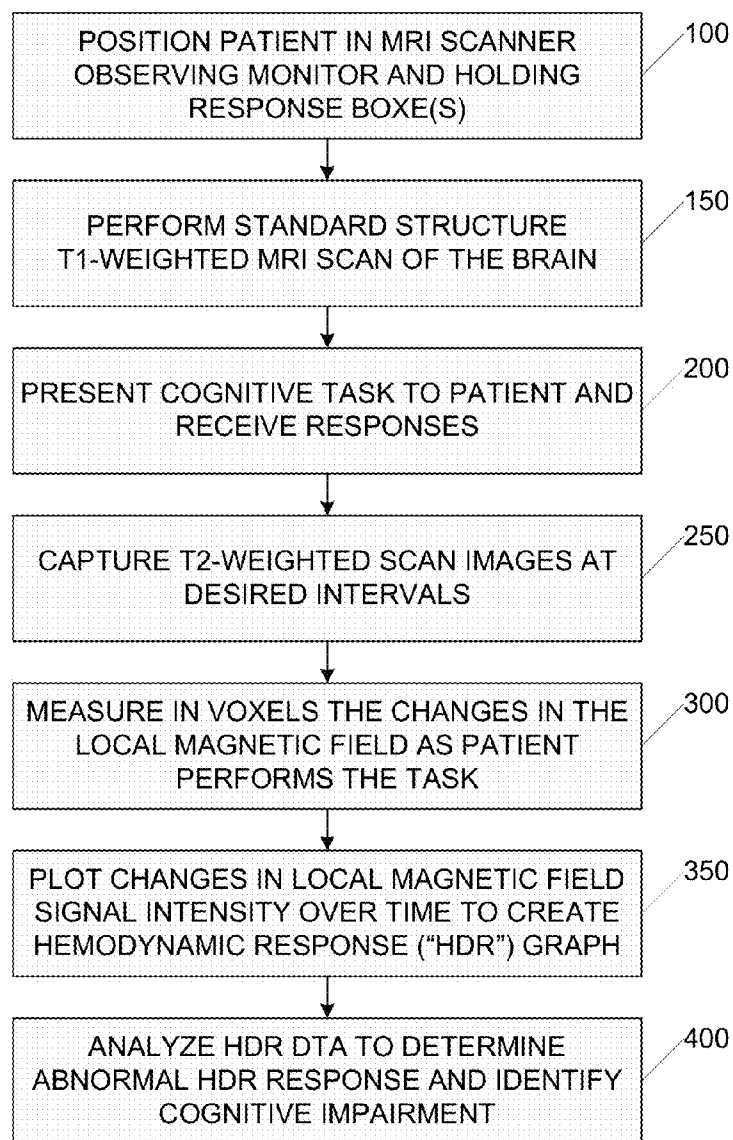 POSITION PATIENT IN MRI SCANNER
OBSERVING MONITOR AND HOLDING
RESPONSE BOXE(S)
100
PERFORM STANDARD STRUCTURE
T1-WEIGHTED MRI SCAN OF THE BRAIN
150
PRESENT COGNITIVE TASK TO PATIENT AND
RECEIVE RESPONSES
200
CAPTURE T2-WEIGHTED SCAN IMAGES AT
DESIRED INTERVALS
250
MEASURE IN VOXELS THE CHANGES IN THE
LOCAL MAGNETIC FIELD AS PATIENT
PERFORMS THE TASK
300
PLOT CHANGES IN LOCAL MAGNETIC FIELD
SIGNAL INTENSITY OVER TIME TO CREATE
HEMODYNAMIC RESPONSE (“HDR”) GRAPH
350
ANALYZE HDR DTA TO DETERMINE
ABNORMAL HDR RESPONSE AND IDENTIFY
COGNITIVE IMPAIRMENT
400